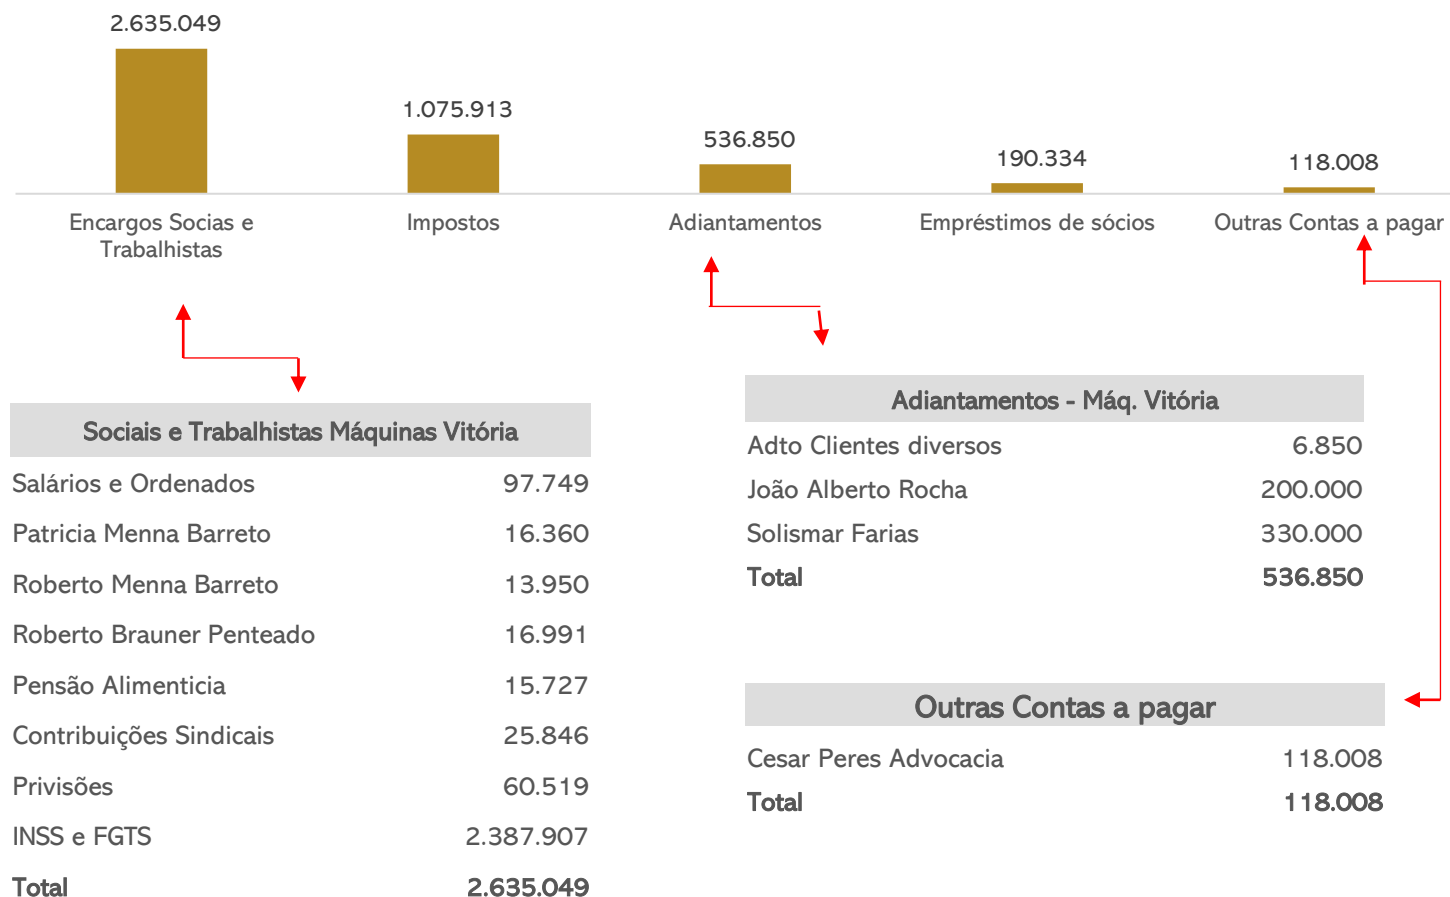 2.635.049
1.075.913
536.850
190.334
118.008
Encargos Socias e
Trabalhistas
Impostos
Adiantamentos
Empréstimos de sócios
Outras Contas a pagar
Sociais e Trabalhistas Máquinas Vitória
Salários e Ordenados 97.749
Patricia Menna Barreto 16.360
Roberto Menna Barreto 13.950
Roberto Brauner Penteado 16.991
Pensão Alimenticia 15.727
Contribuições Sindicais 25.846
Privisões 60.519
INSS e FGTS 2.387.907
Total 2.635.049
Adiantamentos - Máq. Vitória
Adto Clientes diversos 6.850
João Alberto Rocha 200.000
Solismar Farias 330.000
Total 536.850
Outras Contas a pagar
Cesar Peres Advocacia 118.008
Total 118.008